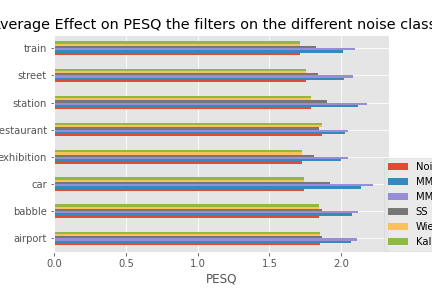 verage Effect on PESQ the filters on the different noise class
train
street
station
estaurant
exhibition
car
babble
airport
Noi
MM
MM
SS
Wie
Kal
0.0 0.5 1.0 1.5 2.0
PESQ